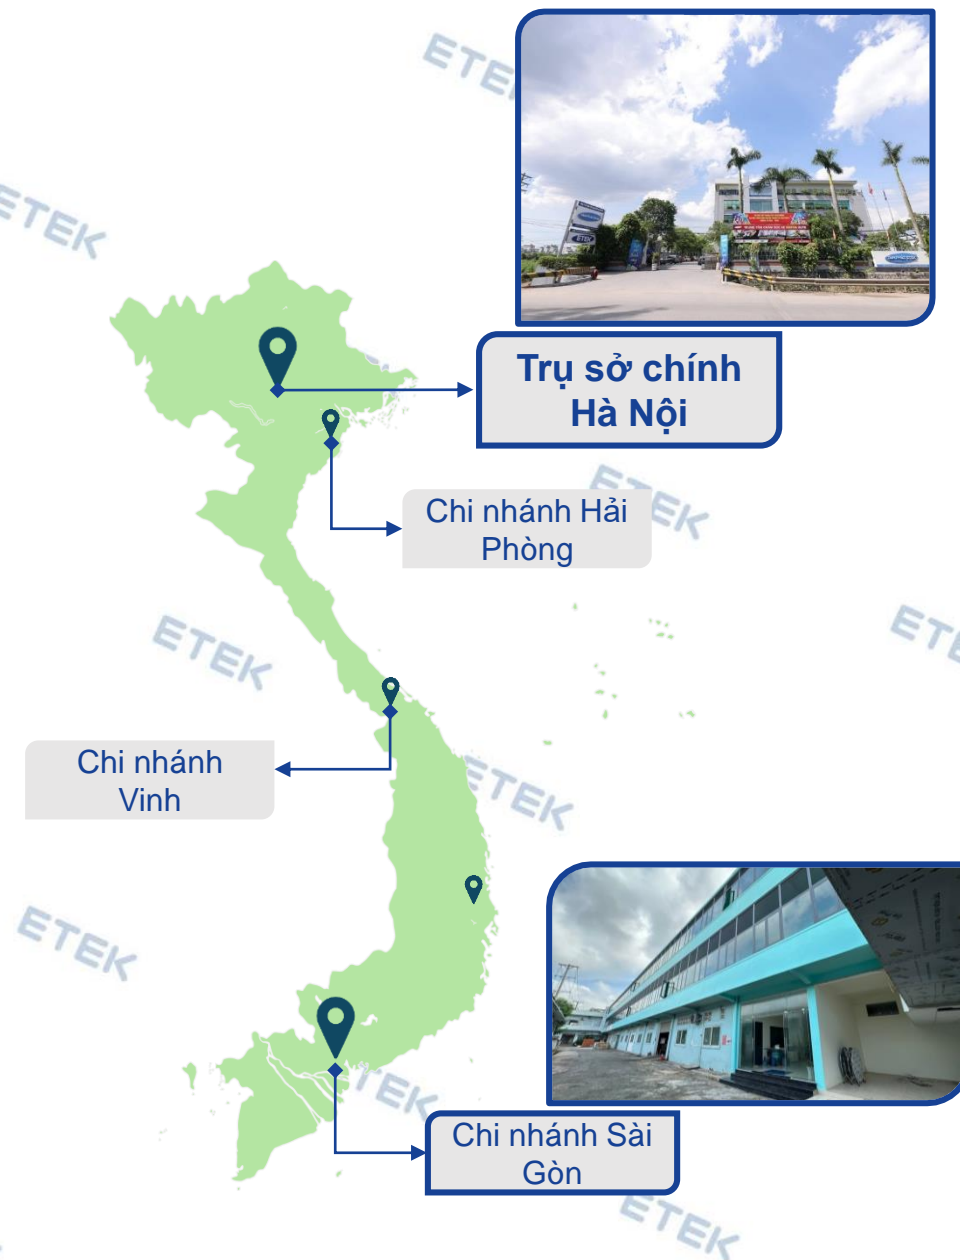 ETEK
ETEK
ETEK
Trụ sở chính
Hà Nội
ETEK
Chi nhánh Hải
Phòng
ETEK
ETEK
Chi nhánh
Vinh
ETEK
ETEK
ETEK
Chi nhánh Sài
Gòn
ETEK